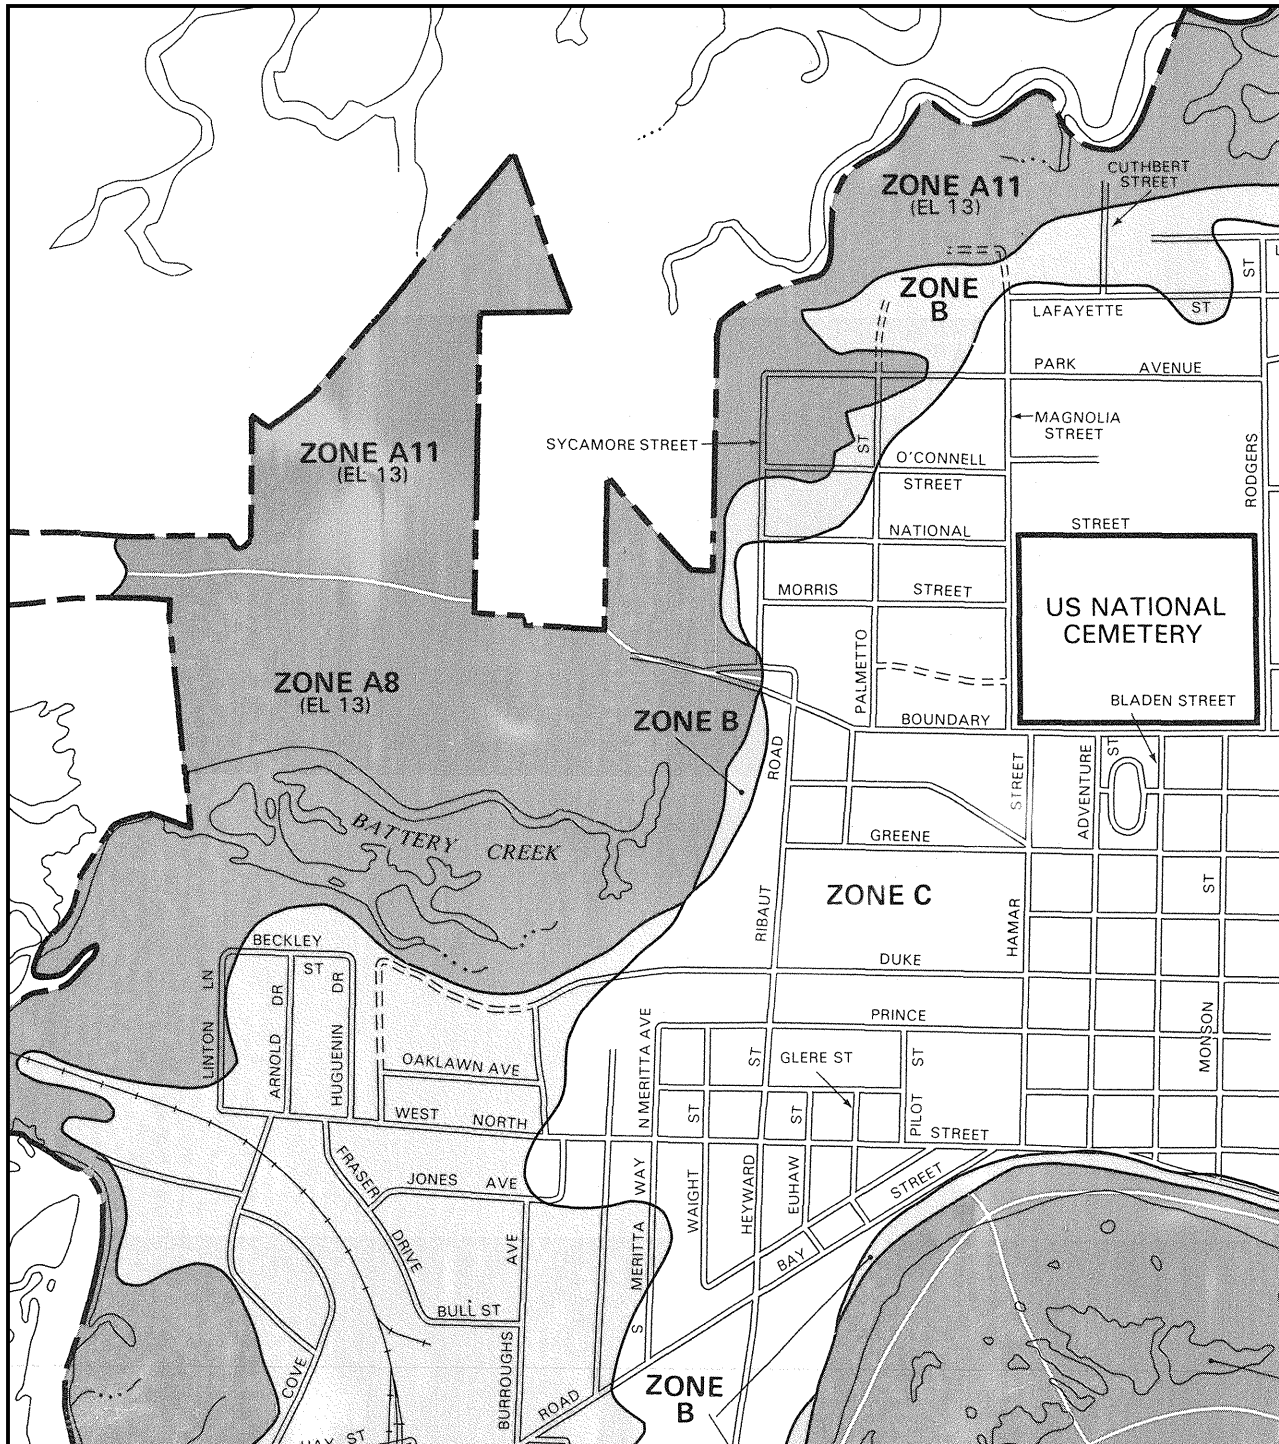 CUTHBERT
STREET
ZONE A11
(EL 13)
ZONE
B
ST
L
LAFAYETTE
ST
PARK
AVENUE
MAGNOLIA
STREET
SYCAMORE STREET
ST
ZONE A11
(EL 13)
O'CONNELL
STREET
RODGERS
NATIONAL
STREET
MORRIS
STREET
US NATIONAL
CEMETERY
PALMETTO
ZONE A8
(EL 13)
ZONE B
BOUNDARY
BLADEN STREET
ROAD
STREET
ADVENTURE
ST
BATTERY CREEK
GREENE
ZONE C
ST
RIBAUT
HAMAR
BECKLEY
ST
DUKE
LN
DR
DR
LINTON
ARNOLD
HUGUENIN
N MERITTA AVE
PRINCE
MONSON
OAKLAWN AVE
ST
GLERE ST
ST
WEST
NORTH
ST
ST
PILOT
STREET
FRASER
JONES AVE
WAY
WAIGHT
HEYWARD
EUHAW
STREET
DRIVE
AVE
MERITTA
BAY
BULL ST
S
BURROUGHS
COVE
ROAD
ZONE
B
HAY ST